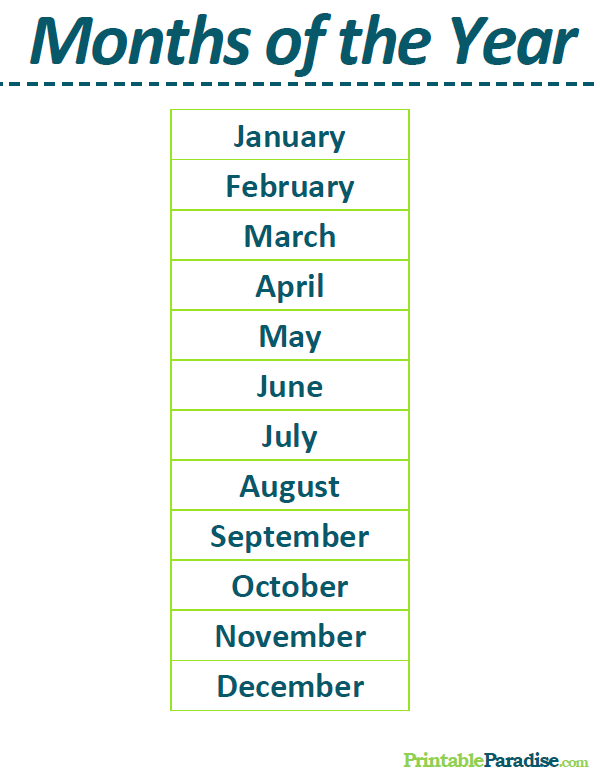 Months of the Year
January
February
March
April
May
June
July
August
September
October
November
December
PrintableParadise.com